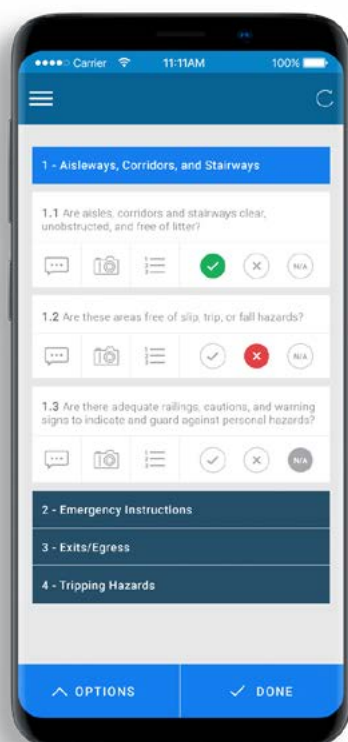 Carrier 11:11AM 100%
1 - Aisleways, Corridors, and Stairways
1.1 Are aisles, corridors and stairways clear,
unobstructed, and free of litter?
N/A
1.2 Are these areas free of slip, trip, or fall hazards?
N/A
1.3 Are there adequate railings, cautions, and warning
signs to indicate and guard against personal hazards?
N/A
2 - Emergency Instructions
3 - Exits/Egress
4 - Tripping Hazards
OPTIONS DONE